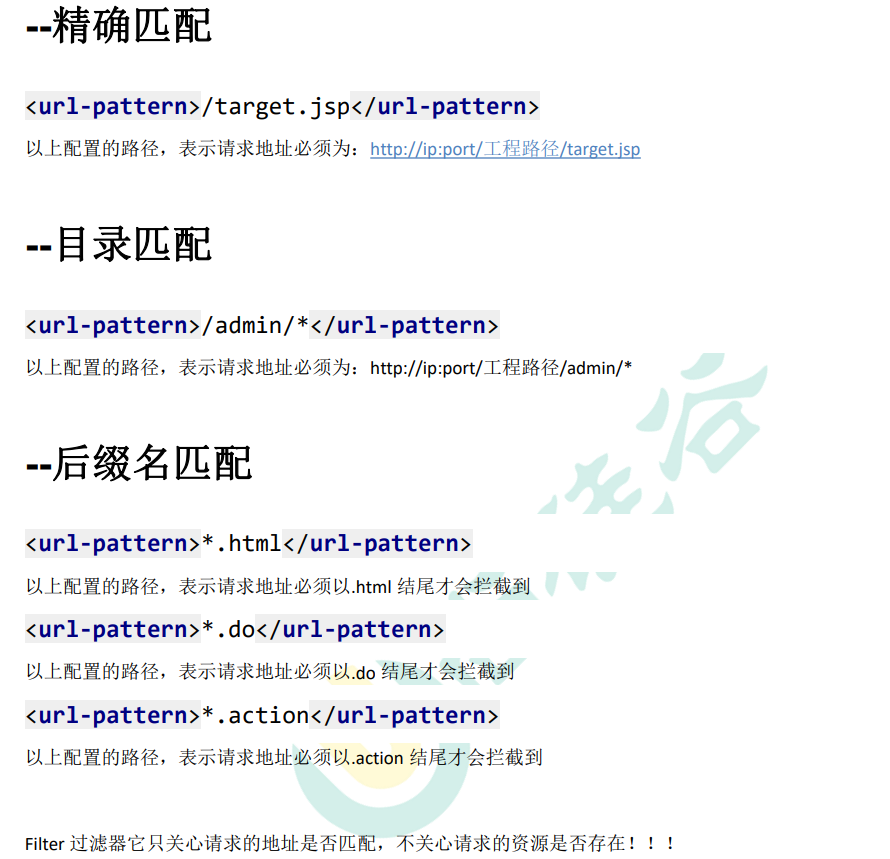 --精确匹配
<url-pattern>/target.jsp</url-pattern>
以上配置的路径，表示请求地址必须为：http://ip:port/工程路径/target.jsp
--目录匹配
<url-pattern>/admin/*</url-pattern>
以上配置的路径，表示请求地址必须为：http://ip:port/工程路径/admin/*
--后缀名匹配
<url-pattern>*.html</url-pattern>
以上配置的路径，表示请求地址必须以.html 结尾才会拦截到
<url-pattern>*.do</url-pattern>
以上配置的路径，表示请求地址必须以.do 结尾才会拦截到
<url-pattern>*.action</url-pattern>
以上配置的路径，表示请求地址必须以.action 结尾才会拦截到
Filter 过滤器它只关心请求的地址是否匹配，不关心请求的资源是否存在！！！